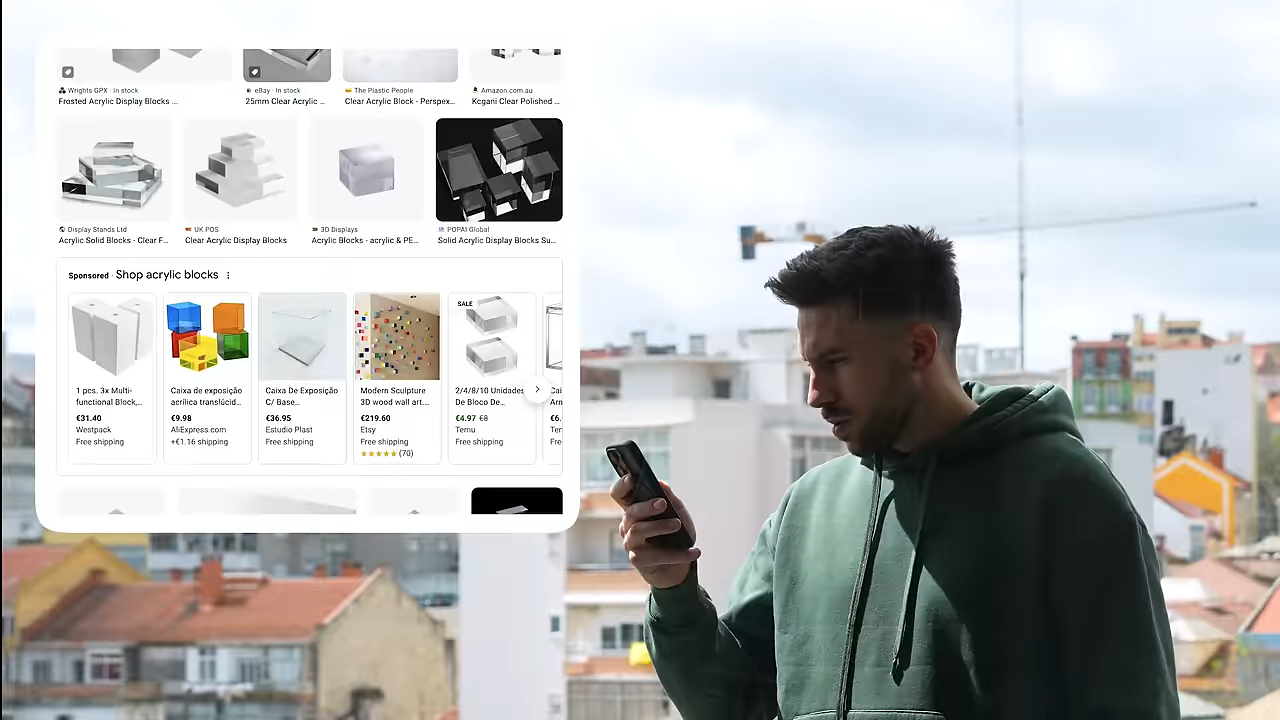 Wrights GPX · In stock
Frosted Acrylic Display Blocks ...
eBay · In stock
25mm Clear Acrylic ...
The Plastic People
Clear Acrylic Block - Perspex...
Amazon.com.au
Kcgani Clear Polished ...
Display Stands Ltd
Acrylic Solid Blocks - Clear F...
UK POS
Clear Acrylic Display Blocks
3D Displays
Acrylic Blocks - acrylic & PE...
POPAI Global
Solid Acrylic Display Blocks Su...
Sponsored · Shop acrylic blocks
1 pcs. 3x Multi-
functional Block,...
€31.40
Westpack
Free shipping
Caixa de exposição
acrílica translúcid...
€9.98
AliExpress.com
+€1.16 shipping
Caixa De Exposição
C/ Base...
€36.95
Estudio Plast
Free shipping
Modern Sculpture
3D wood wall art....
€219.60
Etsy
Free shipping
(70)
SALE
2/4/8/10 Unidades
De Bloco De...
€4.97 €8
Temu
Free shipping
Cai
€6.
Ter